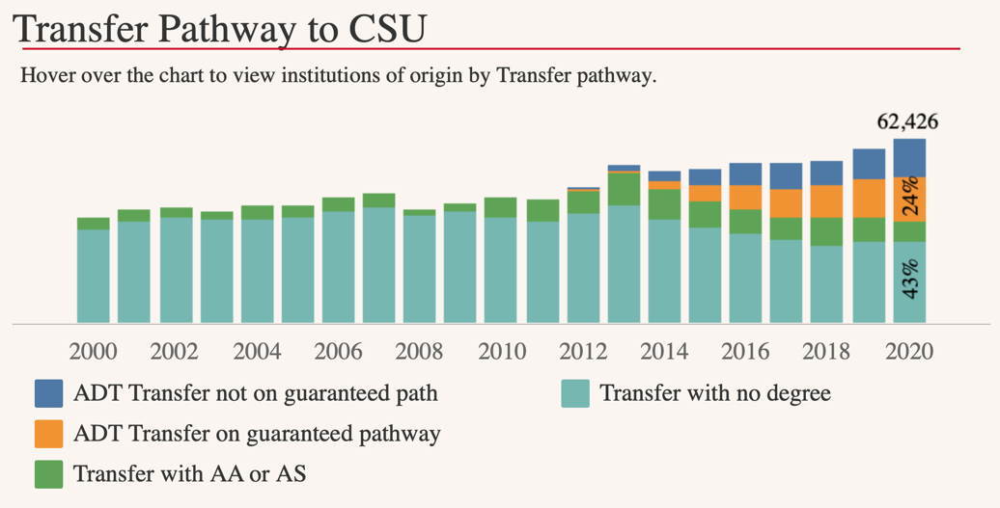 Transfer Pathway to CSU
Hover over the chart to view institutions of origin by Transfer pathway.
62,426
24%
43%
2000 2002 2004 2006 2008 2010 2012 2014 2016 2018 2020
ADT Transfer not on guaranteed path
Transfer with no degree
ADT Transfer on guaranteed pathway
Transfer with AA or AS